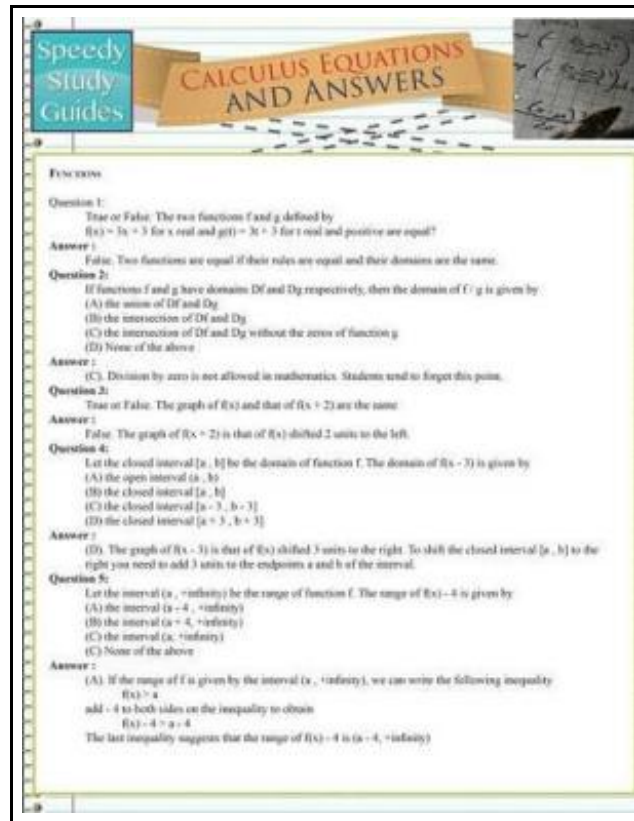 Speedy
Study
Guides
CALCULUS EQUATIONS
AND ANSWERS
FUNCTIONS
Question 1:
True or False. The two functions f and g defined by
f(x) = 3x + 3 for x real and g(t) = 3t + 3 for t real and positive are equal?
Answer :
False. Two functions are equal if their rules are equal and their domains are the same.
Question 2:
If functions f and g have domains Df and Dg respectively, then the domain of f / g is given by
(A) the union of Df and Dg
(B) the intersection of Df and Dg
(C) the intersection of Df and Dg without the zeros of function g
(D) None of the above
Answer :
(C). Division by zero is not allowed in mathematics. Students tend to forget this point.
Question 3:
True or False. The graph of f(x) and that of f(x + 2) are the same
Answer :
False. The graph of f(x + 2) is that of f(x) shifted 2 units to the left.
Question 4:
Let the closed interval [a , b] be the domain of function f. The domain of f(x - 3) is given by
(A) the open interval (a , b)
(B) the closed interval [a , b]
(C) the closed interval [a - 3 , b - 3]
(D) the closed interval [a + 3 , b + 3]
Answer :
(D). The graph of f(x - 3) is that of f(x) shifted 3 units to the right. To shift the closed interval [a , b] to the
right you need to add 3 units to the endpoints a and b of the interval.
Question 5:
Let the interval (a , +infinity) be the range of function f. The range of f(x) - 4 is given by
(A) the interval (a - 4 , +infinity)
(B) the interval (a + 4, +infinity)
(C) the interval (a, +infinity)
(C) None of the above
Answer :
(A). If the range of f is given by the interval (a , +infinity), we can write the following inequality
f(x) > a
add - 4 to both sides on the inequality to obtain
f(x) - 4 > a - 4
The last inequality suggests that the range of f(x) - 4 is (a - 4, +infinity)